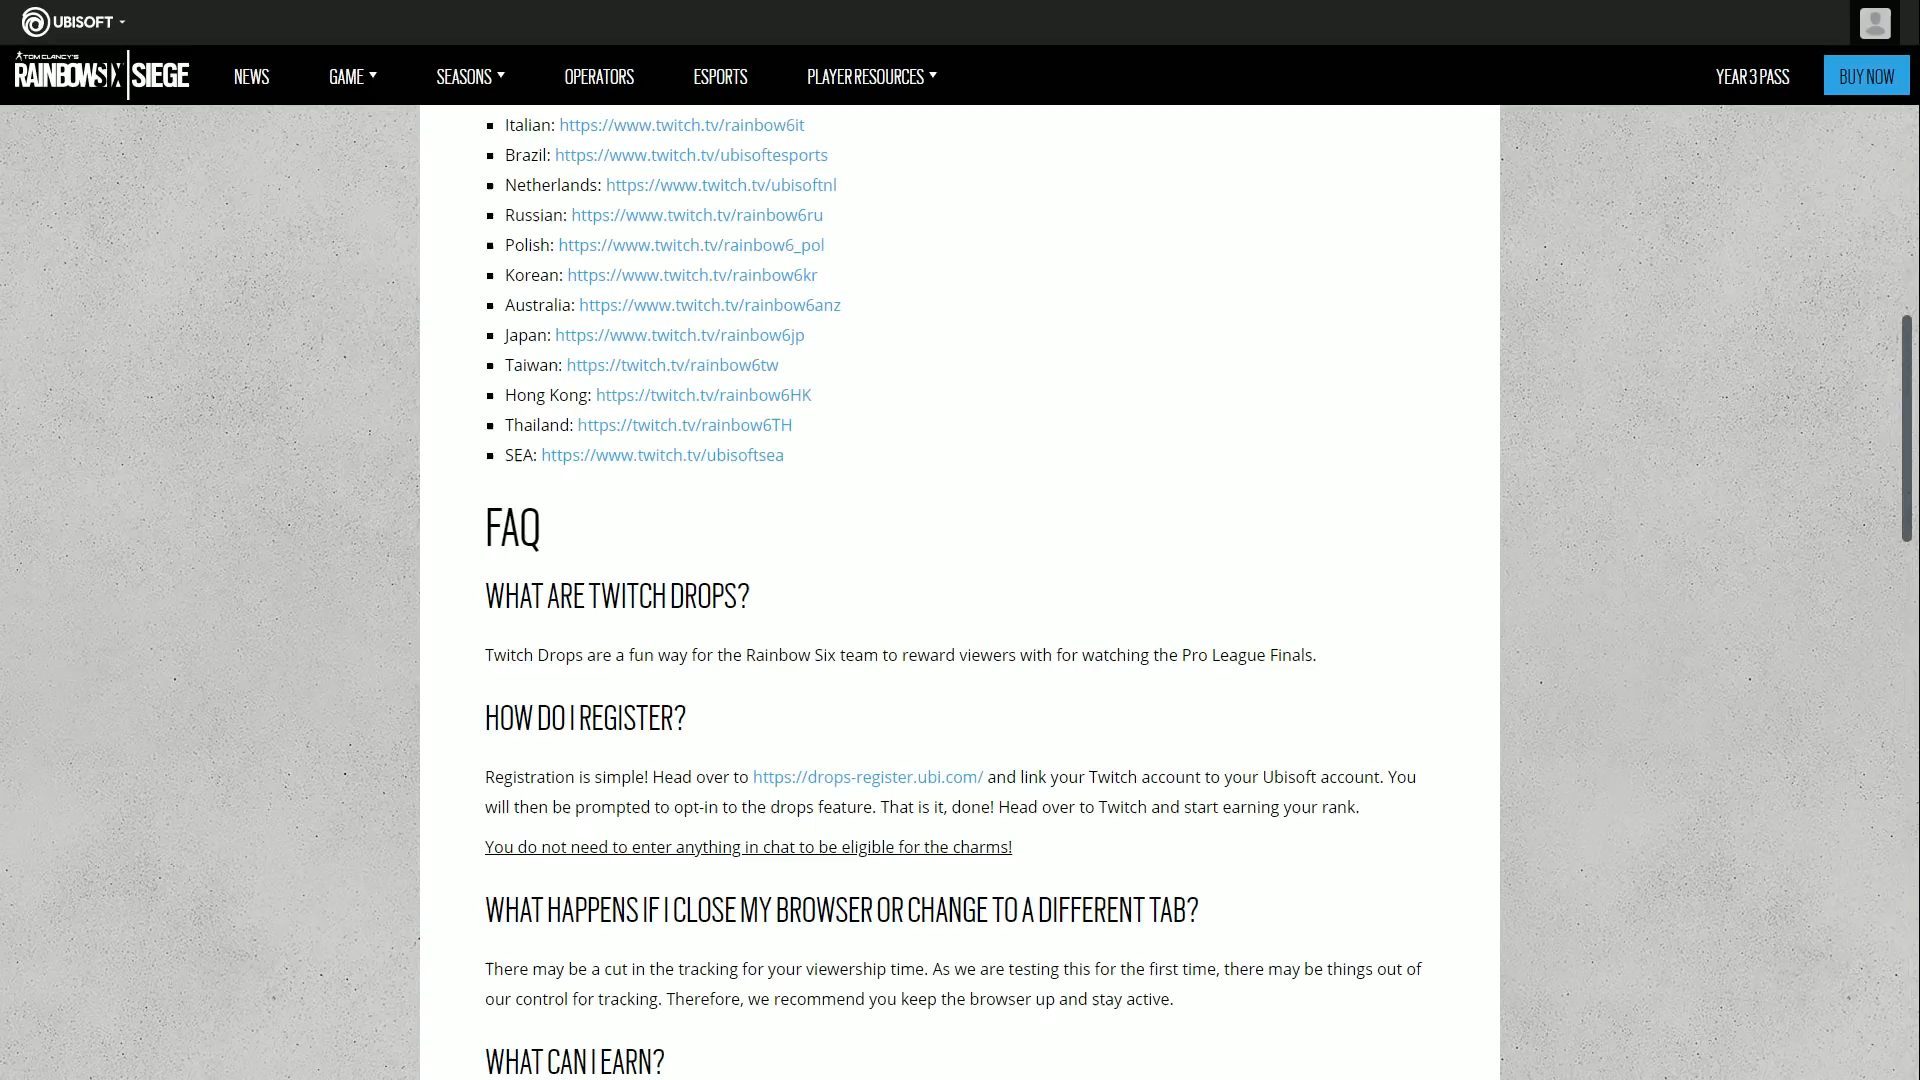 UBISOFT
TOM CLANCY'S
RAINBOWSIX | SIEGE
NEWS
GAME
SEASONS
OPERATORS
ESPORTS
PLAYER RESOURCES
YEAR 3 PASS
BUY NOW
Italian: https://www.twitch.tv/rainbow6it
Brazil: https://www.twitch.tv/ubisoftesports
Netherlands: https://www.twitch.tv/ubisoftnl
Russian: https://www.twitch.tv/rainbow6ru
Polish: https://www.twitch.tv/rainbow6_pol
Korean: https://www.twitch.tv/rainbow6kr
Australia: https://www.twitch.tv/rainbow6anz
Japan: https://www.twitch.tv/rainbow6jp
Taiwan: https://twitch.tv/rainbow6tw
Hong Kong: https://twitch.tv/rainbow6HK
Thailand: https://twitch.tv/rainbow6TH
SEA: https://www.twitch.tv/ubisoftsea
FAQ
WHAT ARE TWITCH DROPS?
Twitch Drops are a fun way for the Rainbow Six team to reward viewers with for watching the Pro League Finals.
HOW DO I REGISTER?
Registration is simple! Head over to https://drops-register.ubi.com/ and link your Twitch account to your Ubisoft account. You
will then be prompted to opt-in to the drops feature. That is it, done! Head over to Twitch and start earning your rank.
You do not need to enter anything in chat to be eligible for the charms!
WHAT HAPPENS IF I CLOSE MY BROWSER OR CHANGE TO A DIFFERENT TAB?
There may be a cut in the tracking for your viewership time. As we are testing this for the first time, there may be things out of
our control for tracking. Therefore, we recommend you keep the browser up and stay active.
WHAT CAN I EARN?